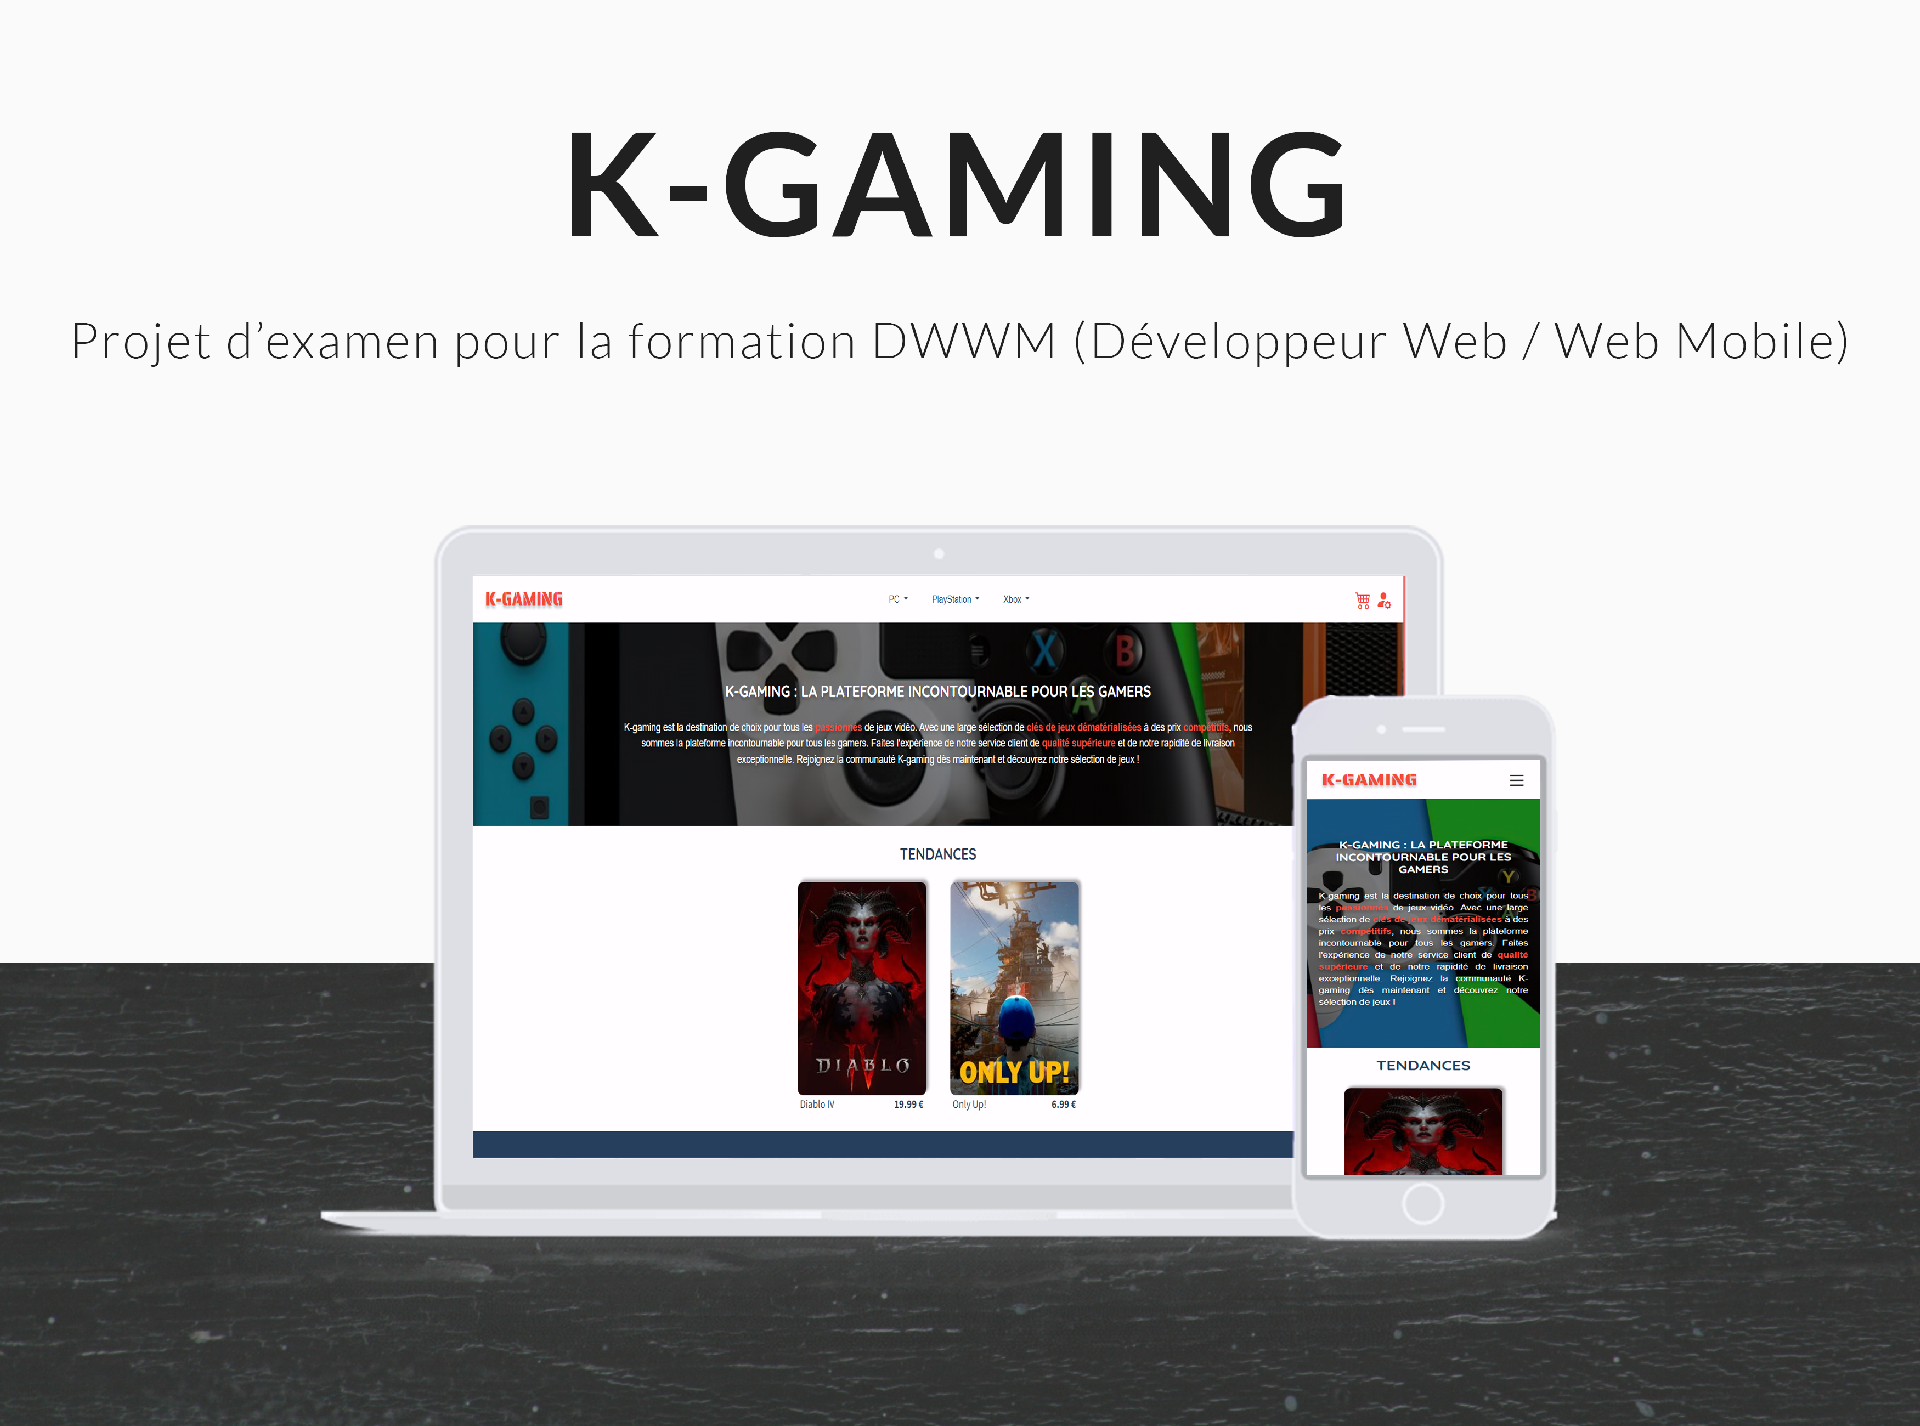 K-GAMING
Projet d’examen pour la formation DWWM (Développeur Web / Web Mobile)
K-GAMING
PC
PlayStation
Xbox
X
B
A
K-GAMING : LA PLATEFORME INCONTOURNABLE POUR LES GAMERS
K-gaming est la destination de choix pour tous les passionnés de jeux vidéo. Avec une large sélection de clés de jeux dématérialisées à des prix compétitifs, nous
sommes la plateforme incontournable pour tous les gamers. Faites l'expérience de notre service client de qualité supérieure et de notre rapidité de livraison
exceptionnelle. Rejoignez la communauté K-gaming dès maintenant et découvrez notre sélection de jeux !
TENDANCES
DIABLO
IV
ONLY UP!
Diablo IV
19.99 €
Only Up!
6.99 €
K-GAMING
K-GAMING : LA PLATEFORME
INCONTOURNABLE POUR LES
GAMERS
Y
B
A
K-gaming est la destination de choix pour tous
les passionnés de jeux vidéo. Avec une large
sélection de clés de jeux dématérialisées à des
prix compétitifs, nous sommes la plateforme
incontournable pour tous les gamers. Faites
l'expérience de notre service client de qualité
supérieure et de notre rapidité de livraison
exceptionnelle. Rejoignez la communauté K-
gaming dès maintenant et découvrez notre
sélection de jeux !
TENDANCES